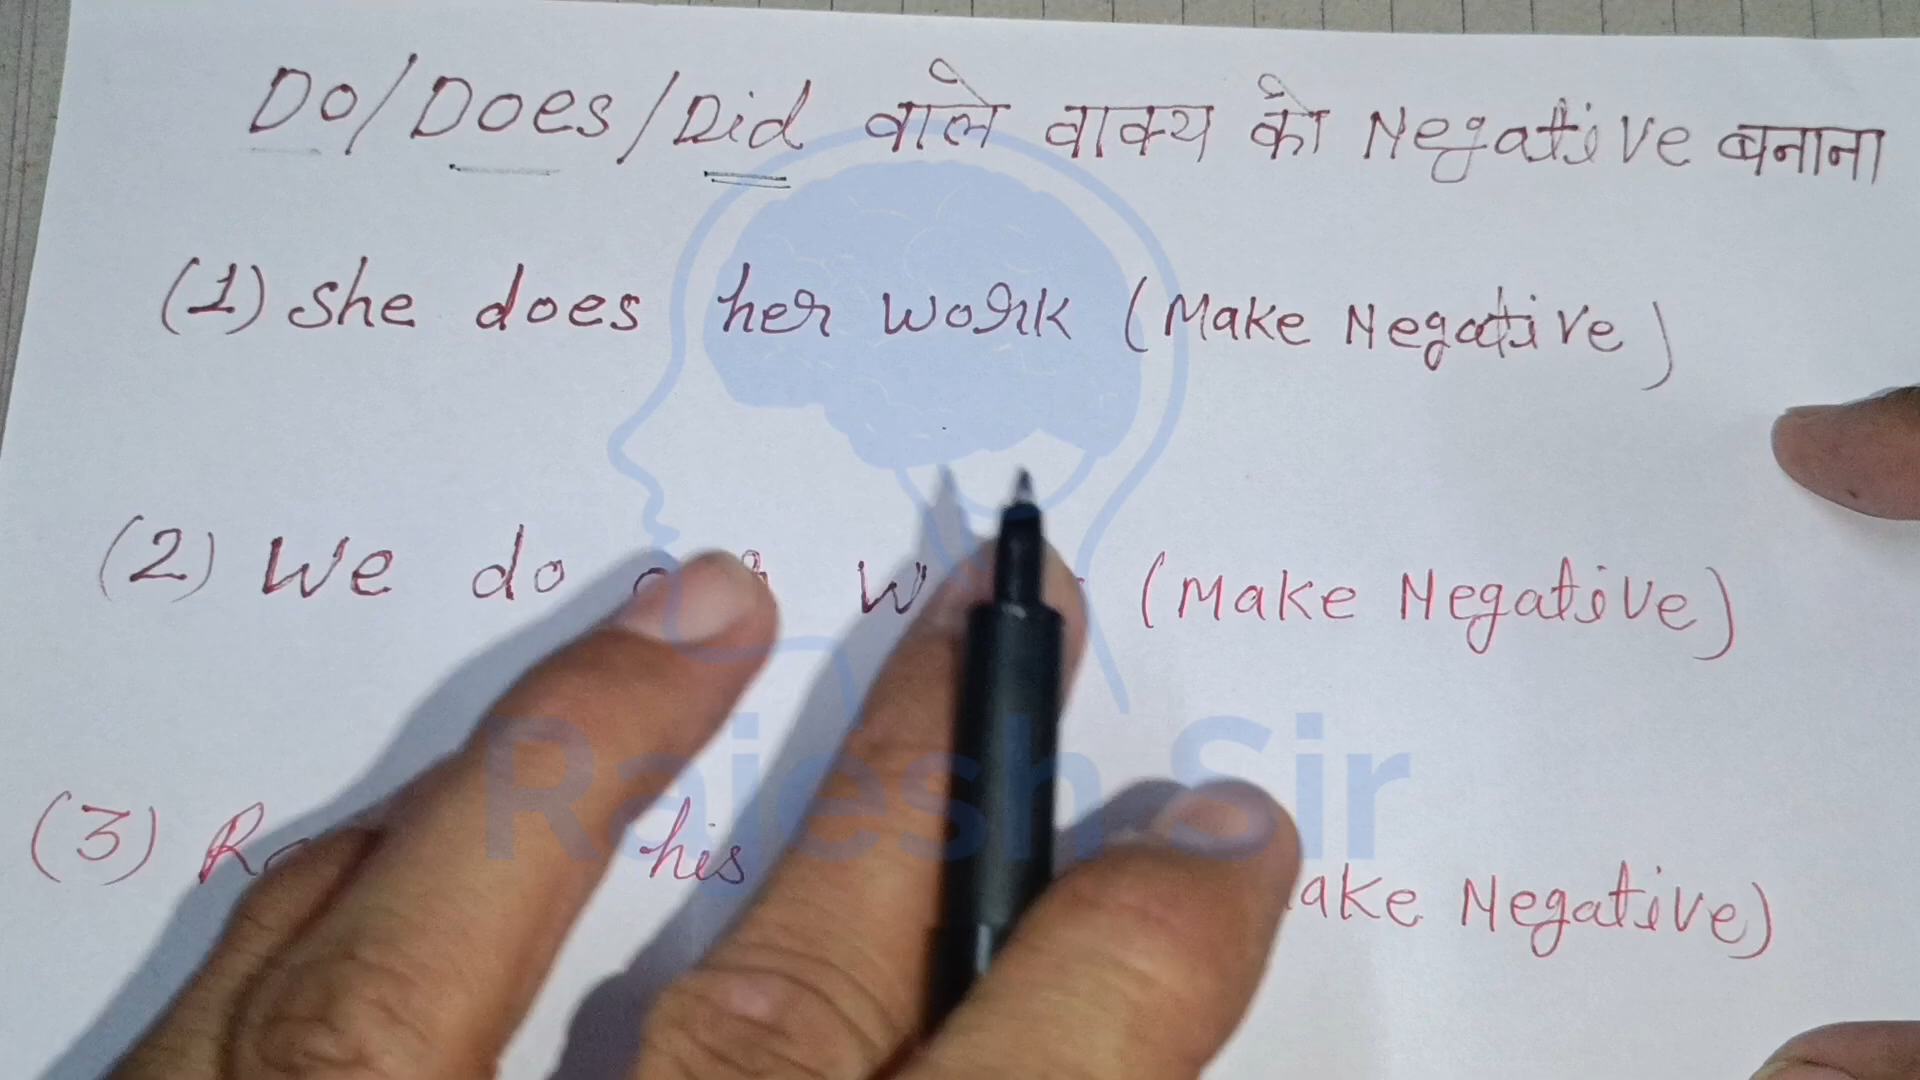 Do/Does/Did वाले वाक्य को Negative बनाना
(1) She does her work (Make Negative)
(2) We do (Make Negative)
(3) his Negative)
Rajesh Sir